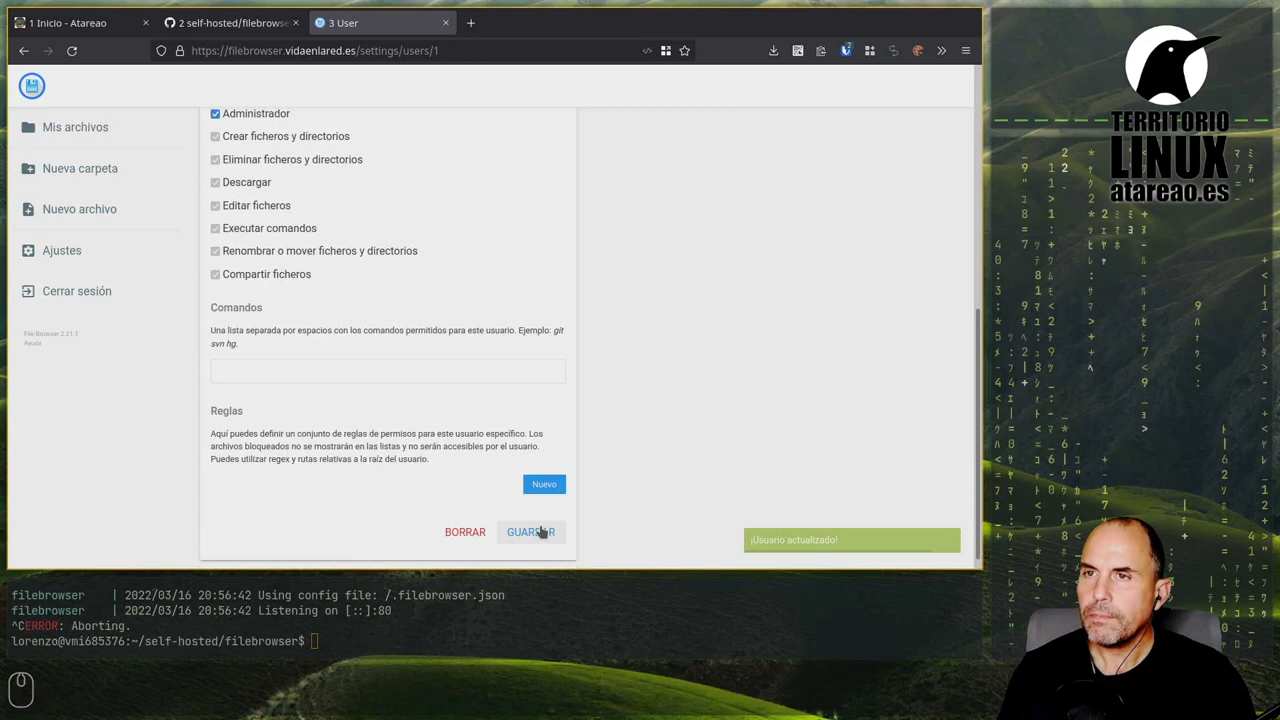 1 Inicio - Atareao
2 self-hosted/filebrowse
3 User
https://filebrowser.vidaenlared.es/settings/users/1
2
Mis archivos
Nueva carpeta
Nuevo archivo
Ajustes
Cerrar sesión
File Browser 2.21.1
Ayuda
Administrador
Crear ficheros y directorios
Eliminar ficheros y directorios
Descargar
Editar ficheros
Executar comandos
Renombrar o mover ficheros y directorios
Compartir ficheros
Comandos
Una lista separada por espacios con los comandos permitidos para este usuario. Ejemplo: git
svn hg.
Reglas
Aquí puedes definir un conjunto de reglas de permisos para este usuario específico. Los
archivos bloqueados no se mostrarán en las listas y no serán accesibles por el usuario.
Puedes utilizar regex y rutas relativas a la raíz del usuario.
Nuevo
BORRAR
¡Usuario actualizado!
filebrowser | 2022/03/16 20:56:42 Using config file: /.filebrowser.json
filebrowser | 2022/03/16 20:56:42 Listening on [::]:80
^CERROR: Aborting.
lorenzo@vmi685376:~/self-hosted/filebrowser$
TERRITORIO
LINUX
atareao.es